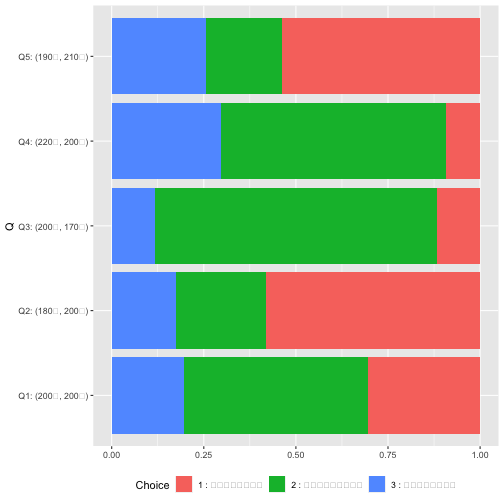 Q5: (190□, 210□)
Q4: (220□, 200□)
Q3: (200□, 170□)
Q2: (180□, 200□)
Q1: (200□, 200□)
Q
0.00 0.25 0.50 0.75 1.00
Choice 1 : □□□□□□□□ 2 : □□□□□□□□□ 3 : □□□□□□□□